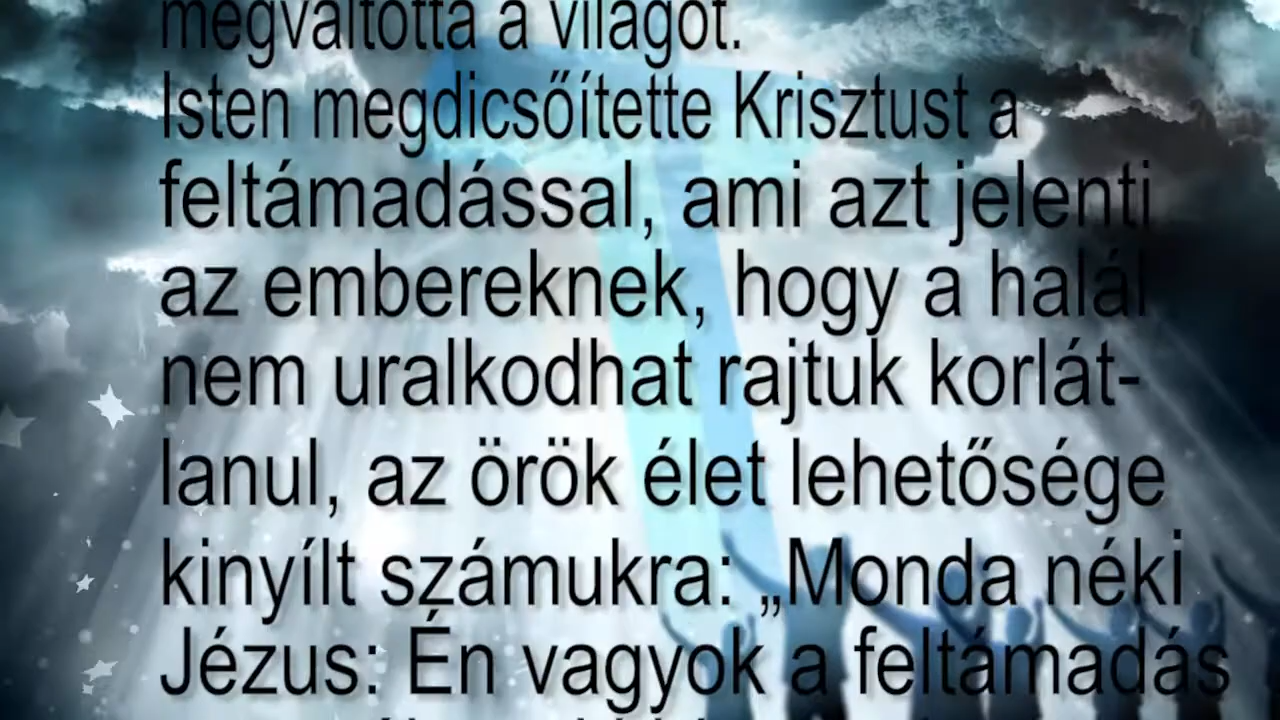 megváltotta a világot.
Isten megdicsőítette Krisztust a
feltámadással, ami azt jelenti
az embereknek, hogy a halál
nem uralkodhat rajtuk korlát-
lanul, az örök élet lehetősége
kinyílt számukra: „Monda néki
Jézus: Én vagyok a feltámadás